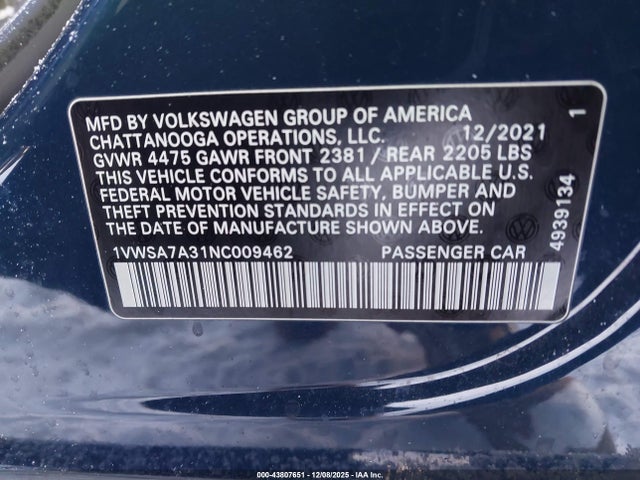 MFD BY VOLKSWAGEN GROUP OF AMERICA
CHATTANOOGA OPERATIONS, LLC. 12/2021
GVWR 4475 GAWR FRONT 2381 / REAR 2205 LBS
THIS VEHICLE CONFORMS TO ALL APPLICABLE U.S.
FEDERAL MOTOR VEHICLE SAFETY, BUMPER AND
THEFT PREVENTION STANDARDS IN EFFECT ON
THE DATE OF MANUFACTURE SHOWN ABOVE.
1VWSA7A31NC009462 PASSENGER CAR
4939134 1
000-43807651 - 12/08/2025 - IAA Inc.